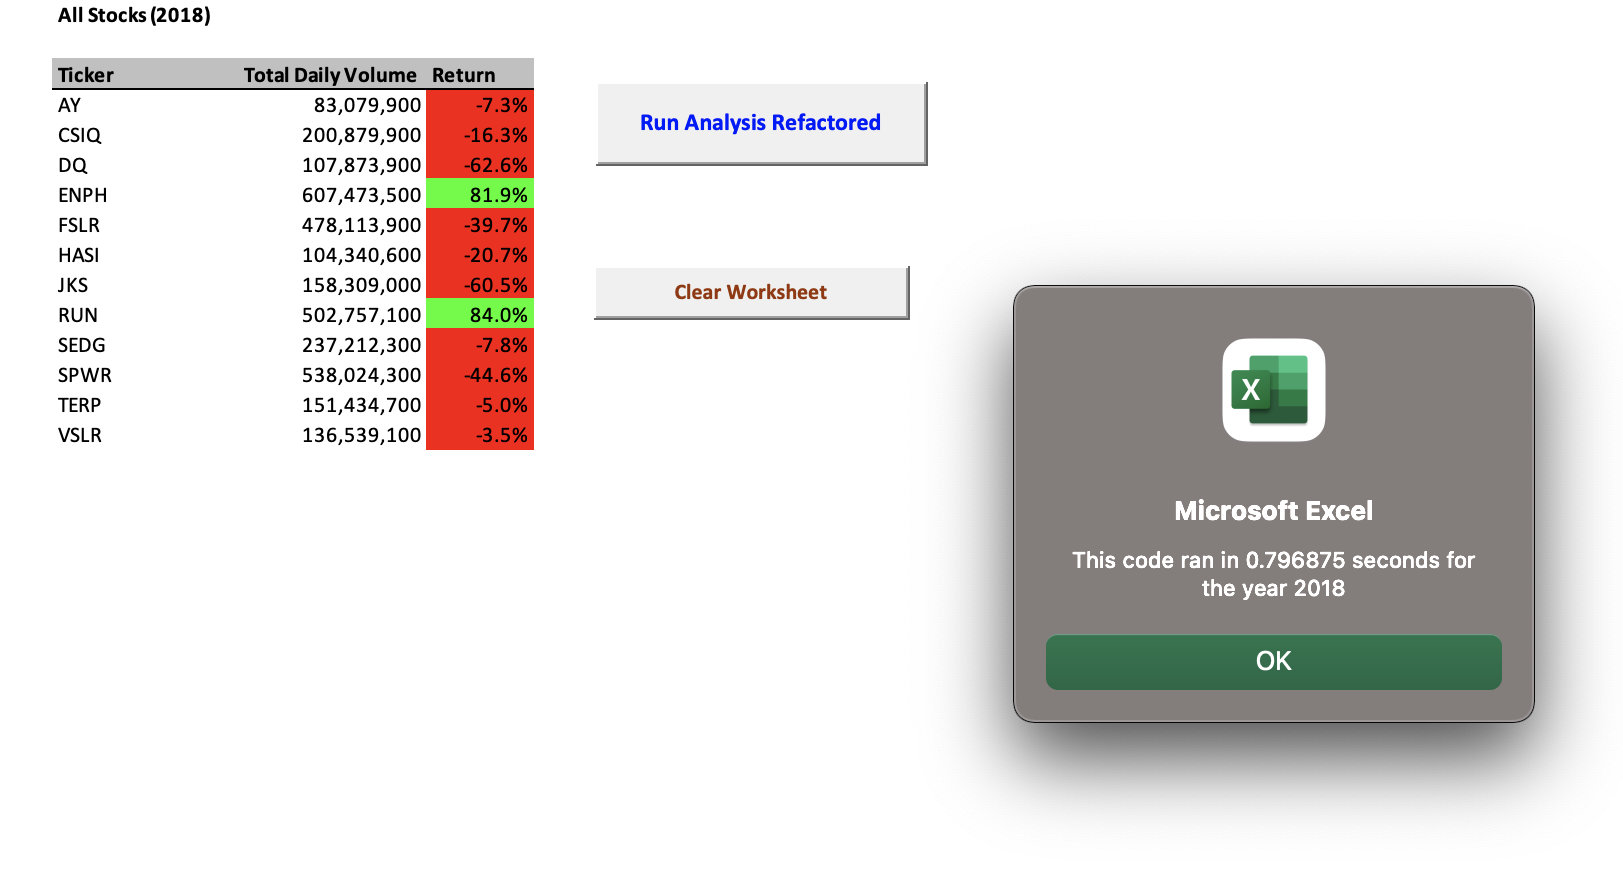 All Stocks (2018)
Ticker Total Daily Volume Return
AY 83,079,900 -7.3%
CSIQ 200,879,900 -16.3%
DQ 107,873,900 -62.6%
ENPH 607,473,500 81.9%
FSLR 478,113,900 -39.7%
HASI 104,340,600 -20.7%
JKS 158,309,000 -60.5%
RUN 502,757,100 84.0%
SEDG 237,212,300 -7.8%
SPWR 538,024,300 -44.6%
TERP 151,434,700 -5.0%
VSLR 136,539,100 -3.5%
Run Analysis Refactored
Clear Worksheet
X
Microsoft Excel
This code ran in 0.796875 seconds for
the year 2018
OK